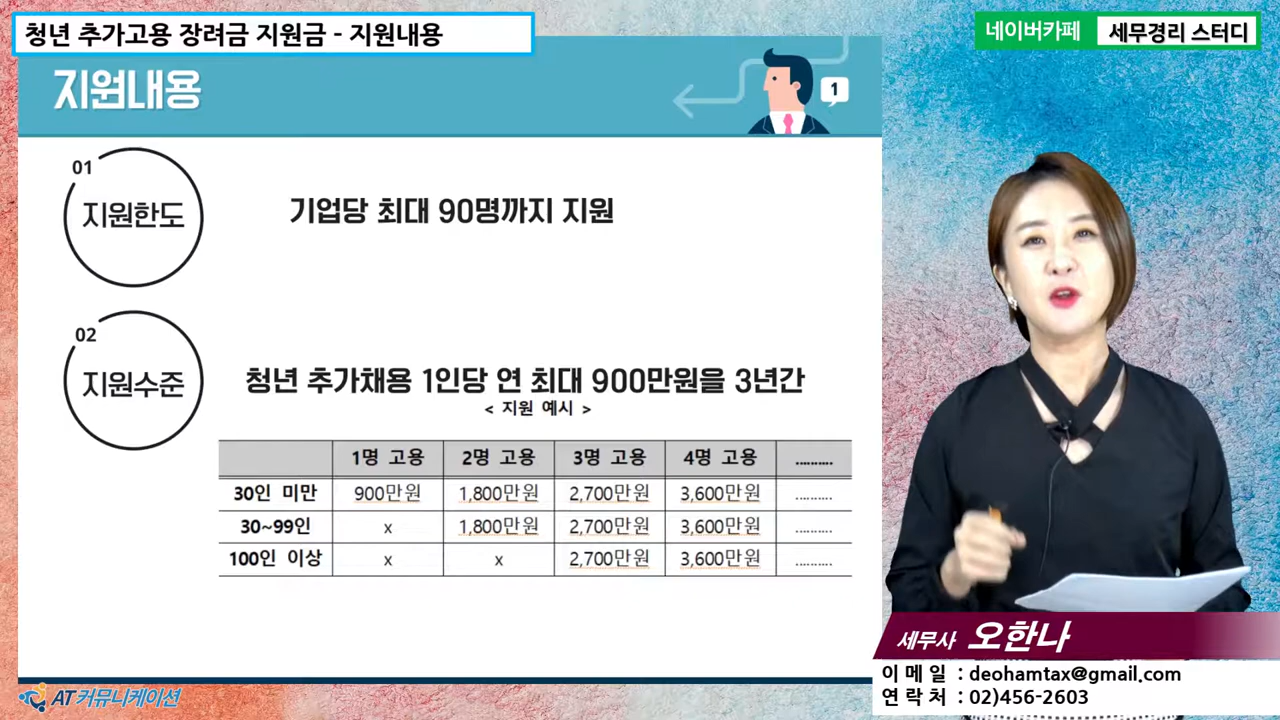 청년 추가고용 장려금 지원금 - 지원내용
네이버카페 세무경리 스터디
지원내용
1
01
지원한도
기업당 최대 90명까지 지원
02
지원수준
청년 추가채용 1인당 연 최대 900만원을 3년간
< 지원 예시 >
1명 고용 2명 고용 3명 고용 4명 고용 ..........
30인 미만 900만원 1,800만원 2,700만원 3,600만원 ..........
30~99인 x 1,800만원 2,700만원 3,600만원 ..........
100인 이상 x x 2,700만원 3,600만원 ..........
세무사 오한나
이 메 일 : deohamtax@gmail.com
연 락 처 : 02)456-2603
AT커뮤니케이션